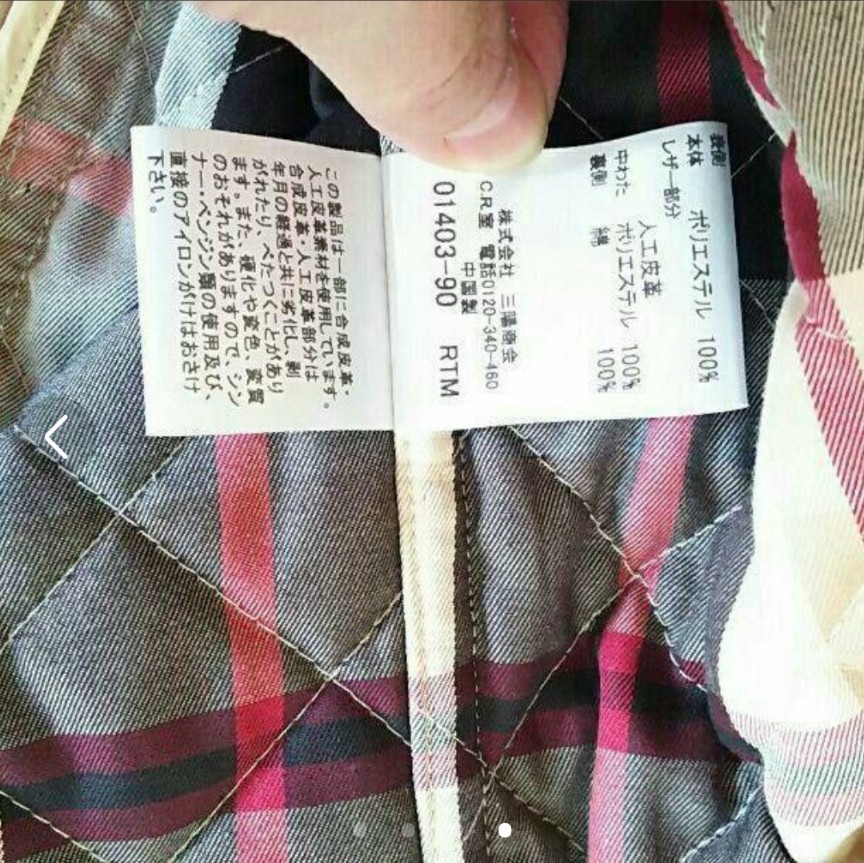 表側
本体 ポリエステル 100%
レザー部分
人工皮革
中わた ポリエステル 100%
裏側 綿 100%
株式会社 三陽商会
C.R室 電話0120-340-460
中国製
01403-90 RTM
この製品は一部に合成皮革・
人工皮革素材を使用しています。
合成皮革・人工皮革部分は
年月の経過と共に劣化し、剥
がれたり、べたつくことがあり
ます。また、硬化や変色、変質
のおそれがありますので、シン
ナー・ベンジン類の使用及び、
直接のアイロンがけはおさけ
下さい。